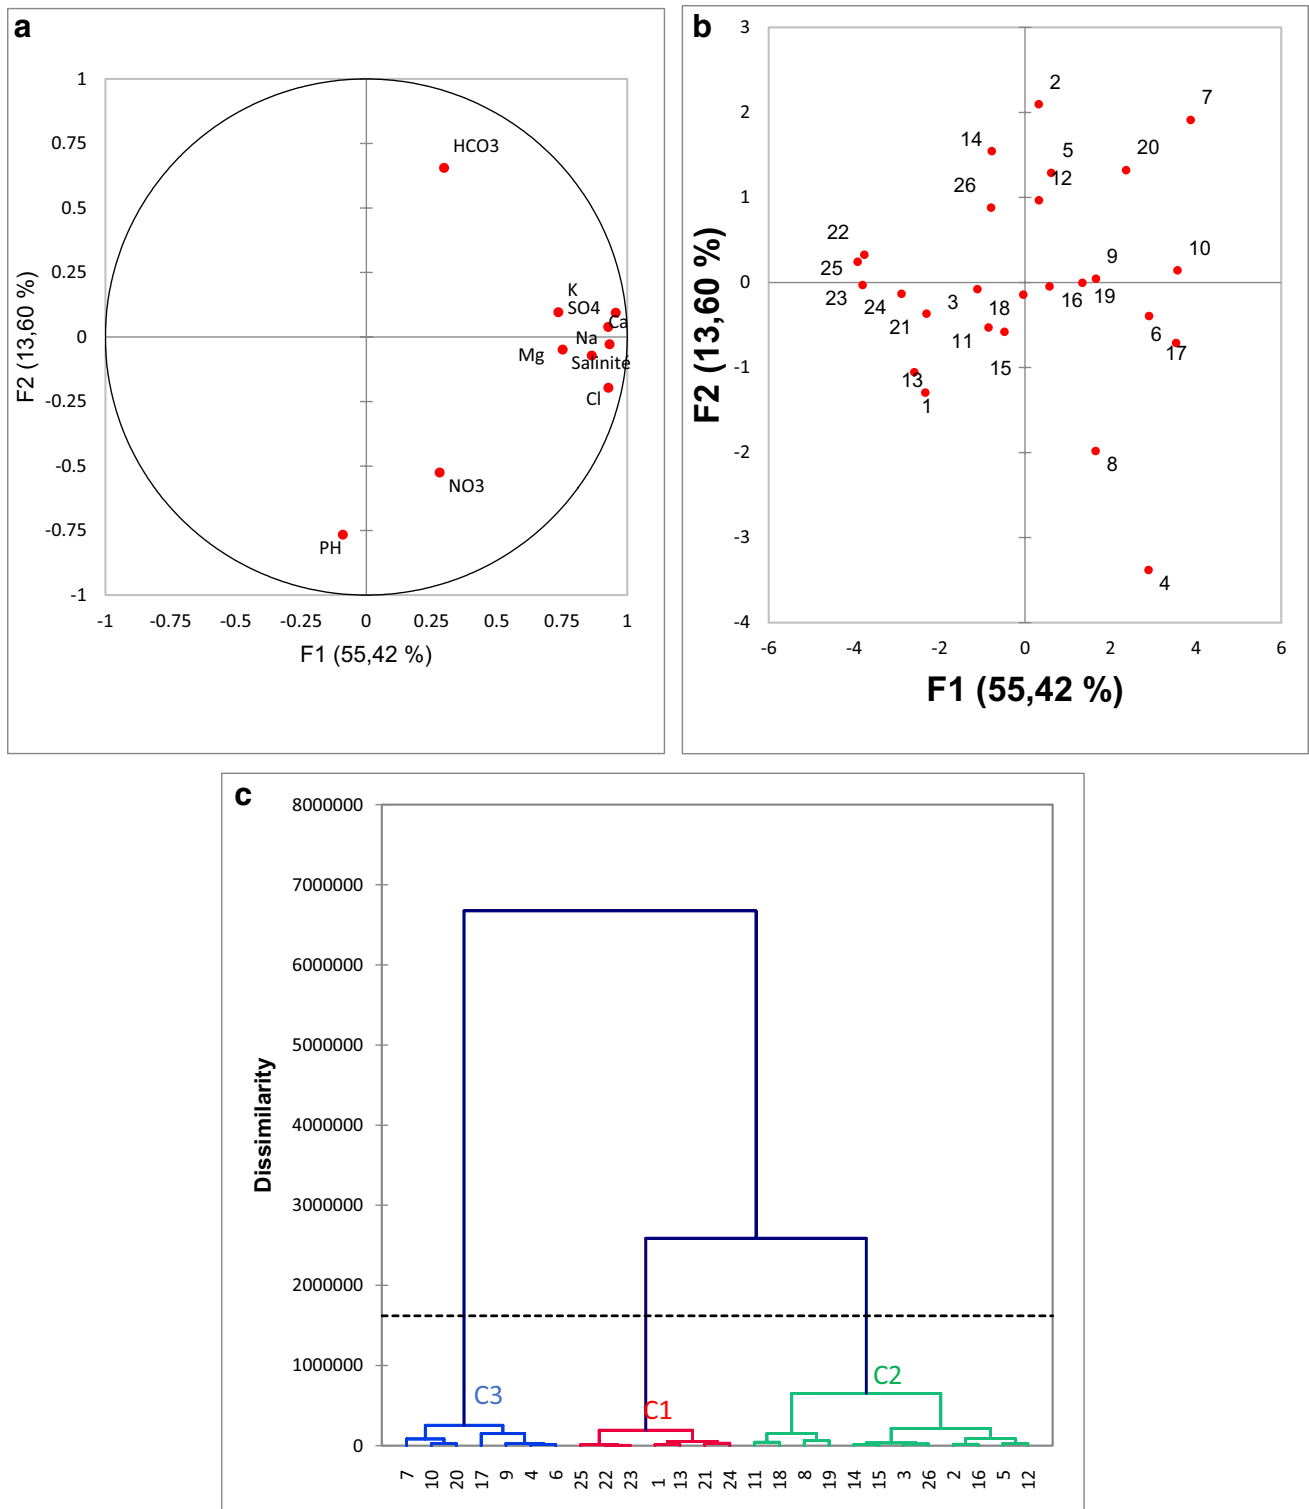 a
1
0.75
0.5
0.25
0
-0.25
-0.5
-0.75
-1
-1 -0.75 -0.5 -0.25 0 0.25 0.5 0.75 1
F1 (55,42 %)
F2 (13,60 %)
HCO3
K
SO4
Ca
Na
Mg
Salinité
Cl
NO3
PH
b
3
2
1
0
-1
-2
-3
-4
-6 -4 -2 0 2 4 6
F1 (55,42 %)
F2 (13,60 %)
2
7
14
5
20
26
12
22
9
10
25
23
24
3
18
16
19
21
11
6
17
15
13
1
8
4
c
8000000
7000000
6000000
5000000
4000000
3000000
2000000
1000000
0
Dissimilarity
C3
C1
C2
7 10 20 17 9 4 6 25 22 23 1 13 21 24 11 18 8 19 14 15 3 26 2 16 5 12